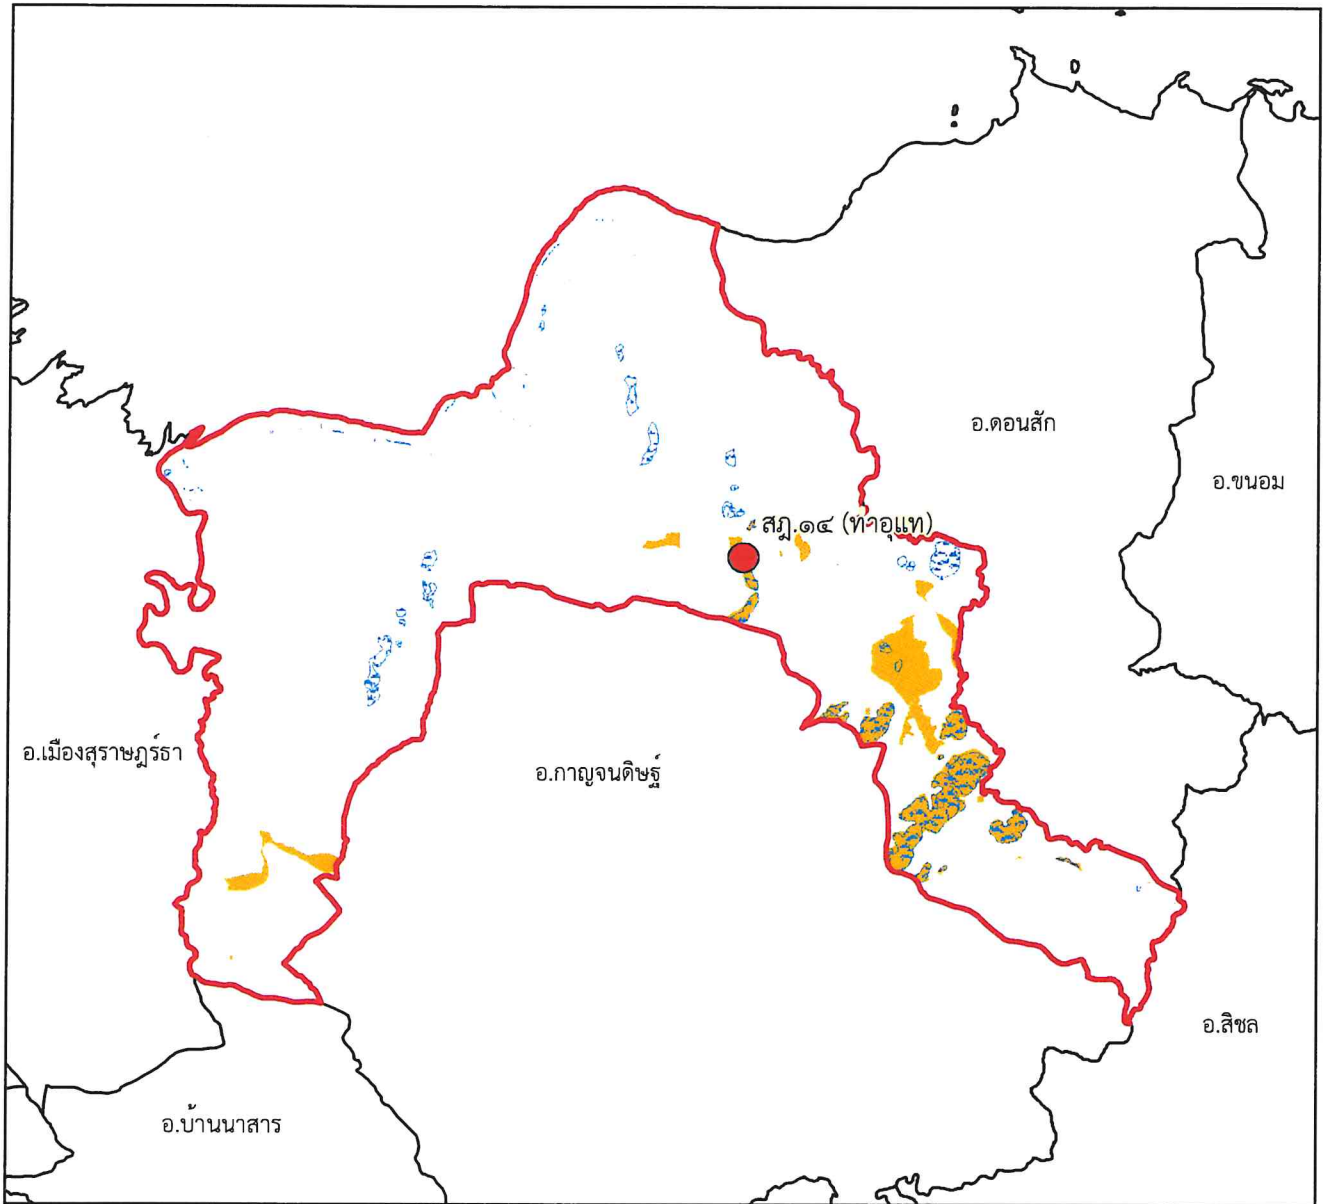 อ.ดอนสัก
อ.ขนอม
สฎ.๑๔ (ท่าอุแท)
อ.เมืองสุราษฎร์ธา
อ.กาญจนดิษฐ์
อ.สิชล
อ.บ้านนาสาร